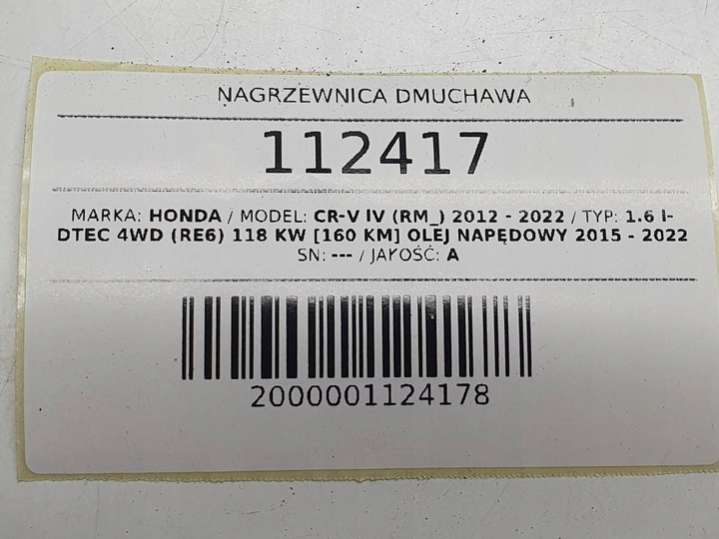 NAGRZEWNICA DMUCHAWA
112417
MARKA: HONDA / MODEL: CR-V IV (RM_) 2012 - 2022 / TYP: 1.6 I-
DTEC 4WD (RE6) 118 KW [160 KM] OLEJ NAPĘDOWY 2015 - 2022
SN: --- / JAKOŚĆ: A
2000001124178